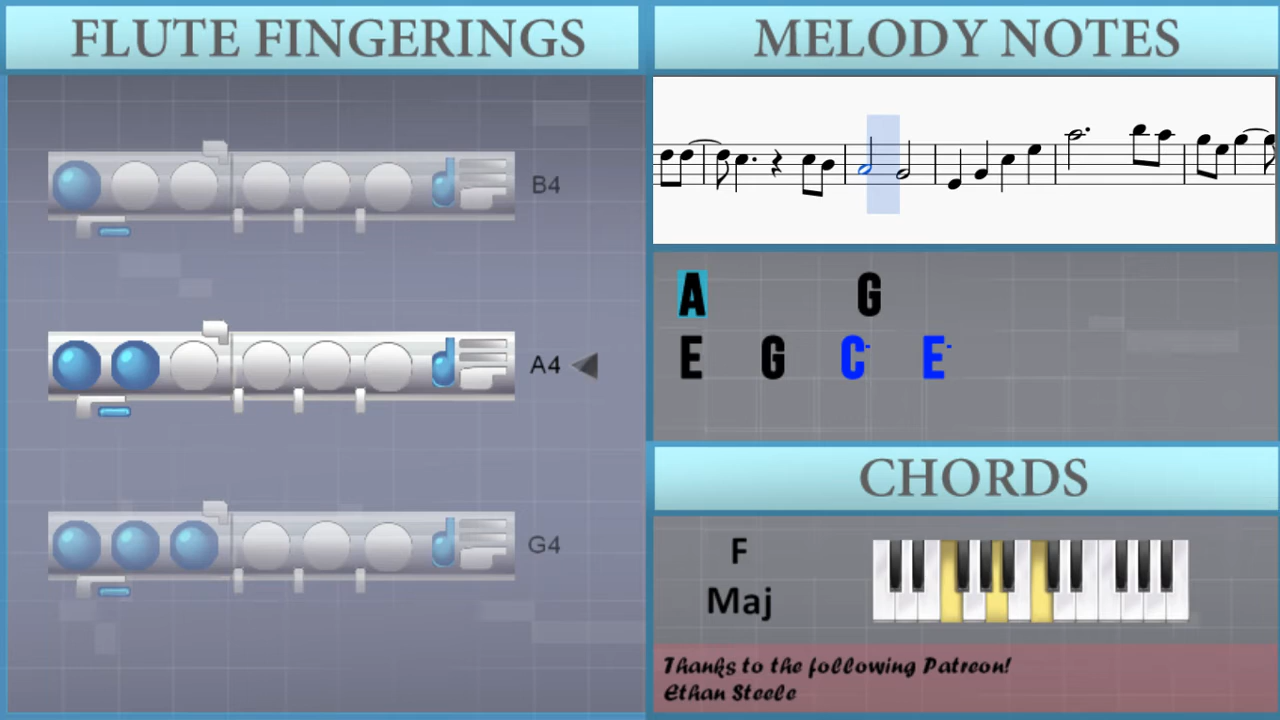 FLUTE FINGERINGS
B4
A4
G4
MELODY NOTES
A G
E G C- E-
CHORDS
F
Maj
Thanks to the following Patreon!
Ethan Steele